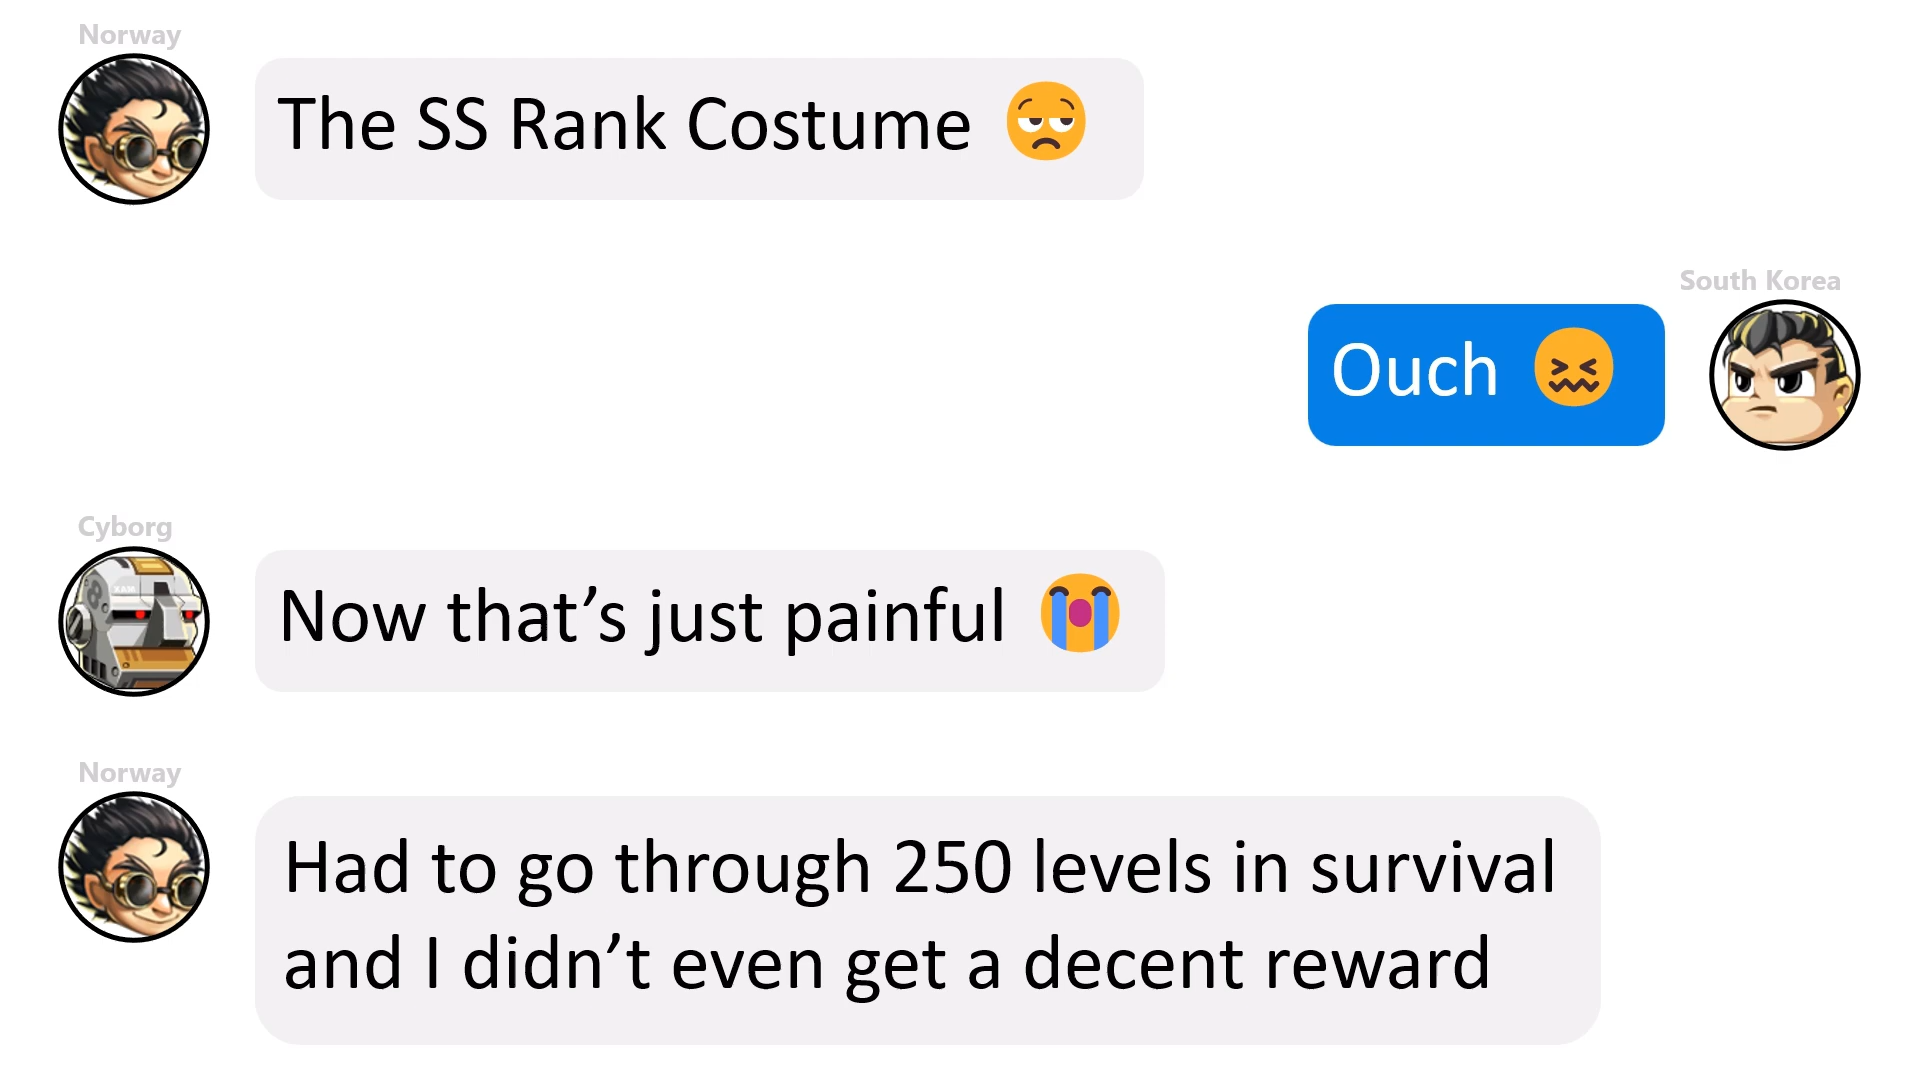 Norway
The SS Rank Costume 😒
South Korea
Ouch 😖
Cyborg
XAM
Now that’s just painful 😭
Norway
Had to go through 250 levels in survival
and I didn’t even get a decent reward